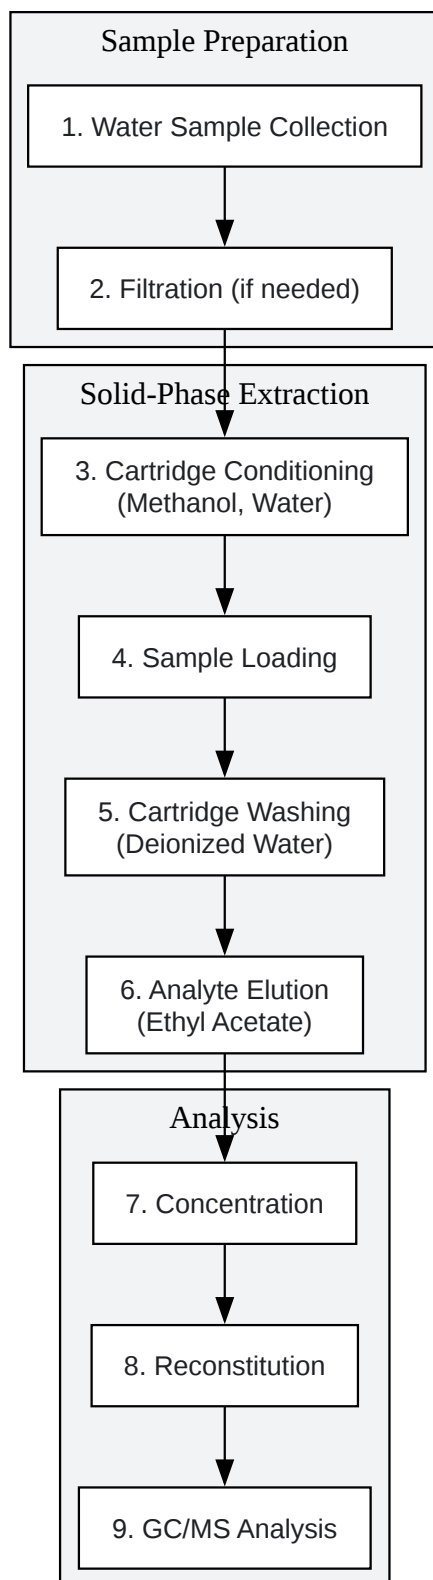 Sample Preparation
1. Water Sample Collection
2. Filtration (if needed)
Solid-Phase Extraction
3. Cartridge Conditioning
(Methanol, Water)
4. Sample Loading
5. Cartridge Washing
(Deionized Water)
6. Analyte Elution
(Ethyl Acetate)
Analysis
7. Concentration
8. Reconstitution
9. GC/MS Analysis